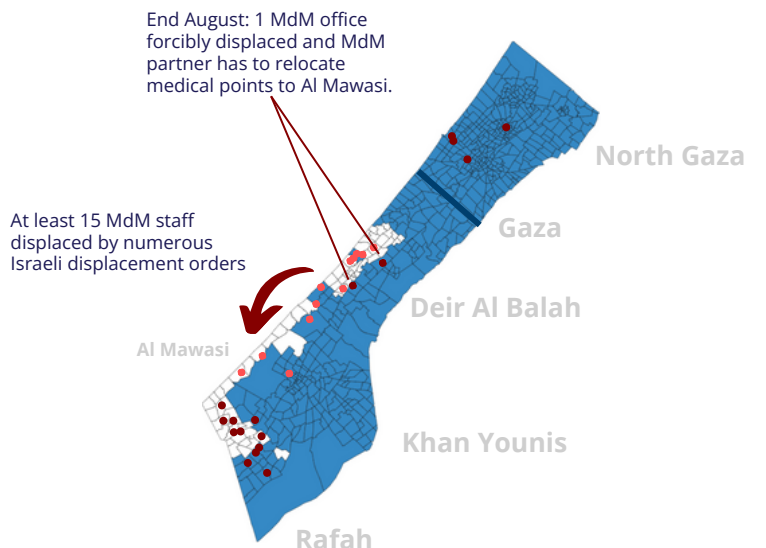 End August: 1 MdM office
forcibly displaced and MdM
partner has to relocate
medical points to Al Mawasi.
North Gaza
At least 15 MdM staff
displaced by numerous
Israeli displacement orders
Gaza
Deir Al Balah
Al Mawasi
Khan Younis
Rafah